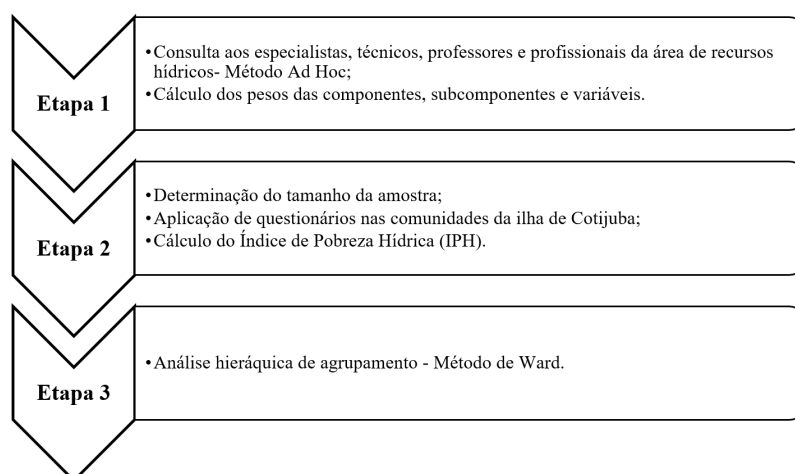 Etapa 1
•Consulta aos especialistas, técnicos, professores e profissionais da área de recursos
hídricos- Método Ad Hoc;
•Cálculo dos pesos das componentes, subcomponentes e variáveis.
Etapa 2
•Determinação do tamanho da amostra;
•Aplicação de questionários nas comunidades da ilha de Cotijuba;
•Cálculo do Índice de Pobreza Hídrica (IPH).
Etapa 3
•Análise hieráquica de agrupamento - Método de Ward.